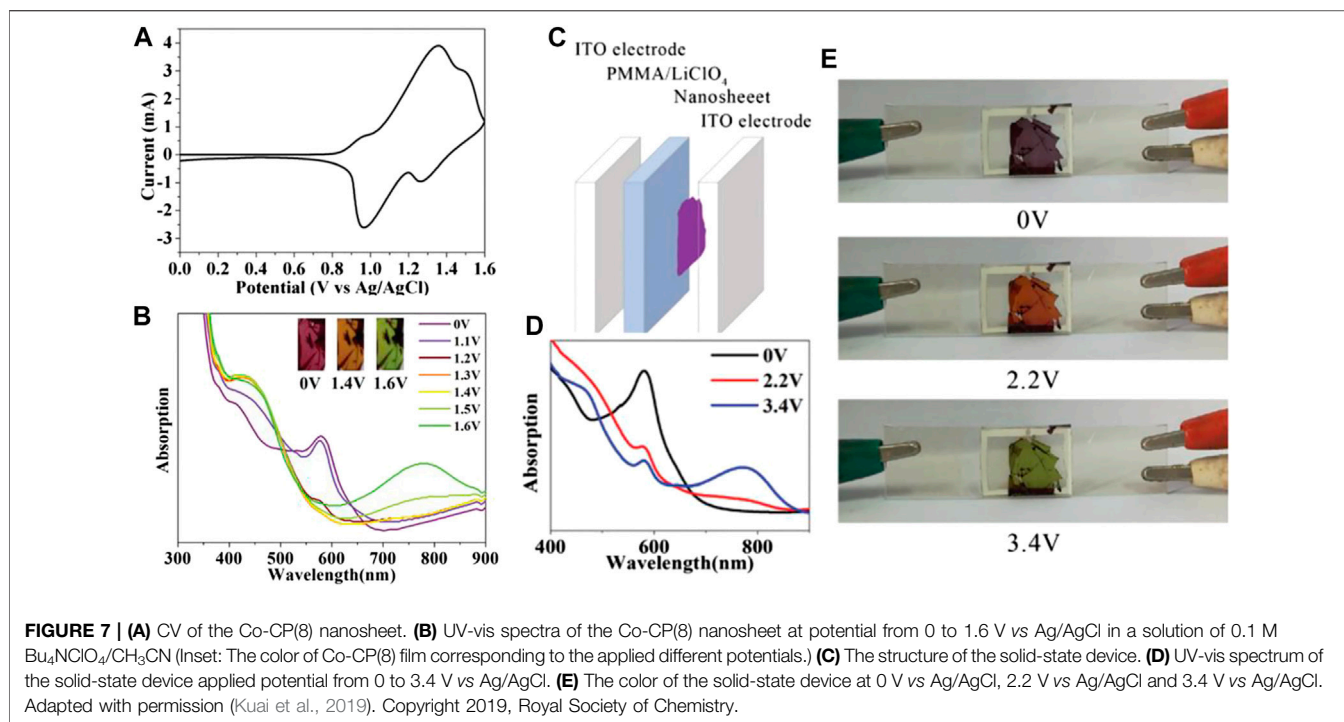 A
4
3
2
1
0
-1
-2
-3
Current (mA)
0.0 0.2 0.4 0.6 0.8 1.0 1.2 1.4 1.6
Potential (V vs Ag/AgCl)
B
0V 1.4V 1.6V
0V
1.1V
1.2V
1.3V
1.4V
1.5V
1.6V
Absorption
300 400 500 600 700 800 900
Wavelength(nm)
C
ITO electrode
PMMA/LiClO₄
Nanosheeet
ITO electrode
D
0V
2.2V
3.4V
Absorption
400 600 800
Wavelength(nm)
E
0V
2.2V
3.4V
FIGURE 7 | (A) CV of the Co-CP(8) nanosheet. (B) UV-vis spectra of the Co-CP(8) nanosheet at potential from 0 to 1.6 V vs Ag/AgCl in a solution of 0.1 M
Bu₄NClO₄/CH₃CN (Inset: The color of Co-CP(8) film corresponding to the applied different potentials.) (C) The structure of the solid-state device. (D) UV-vis spectrum of
the solid-state device applied potential from 0 to 3.4 V vs Ag/AgCl. (E) The color of the solid-state device at 0 V vs Ag/AgCl, 2.2 V vs Ag/AgCl and 3.4 V vs Ag/AgCl.
Adapted with permission (Kuai et al., 2019). Copyright 2019, Royal Society of Chemistry.